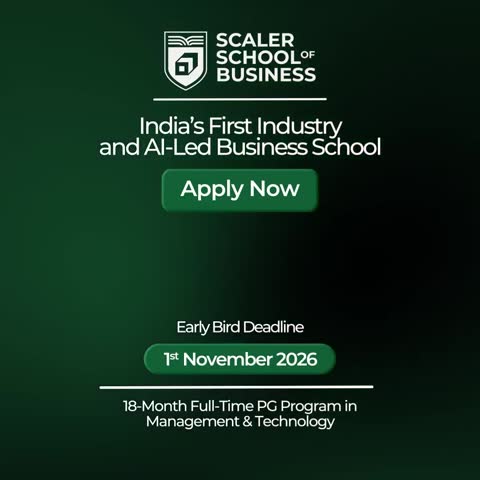 SCALER
SCHOOL OF
BUSINESS
India's First Industry
and AI-Led Business School
Apply Now
Early Bird Deadline
1st November 2026
18-Month Full-Time PG Program in
Management & Technology